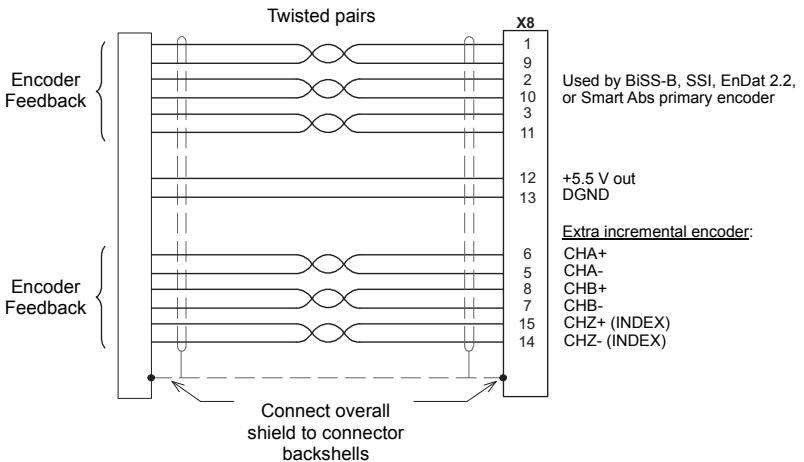 Twisted pairs
X8
Encoder
Feedback
1
9
2
10
3
11
Used by BiSS-B, SSI, EnDat 2.2,
or Smart Abs primary encoder
12 +5.5 V out
13 DGND
Extra incremental encoder:
Encoder
Feedback
6 CHA+
5 CHA-
8 CHB+
7 CHB-
15 CHZ+ (INDEX)
14 CHZ- (INDEX)
Connect overall
shield to connector
backshells